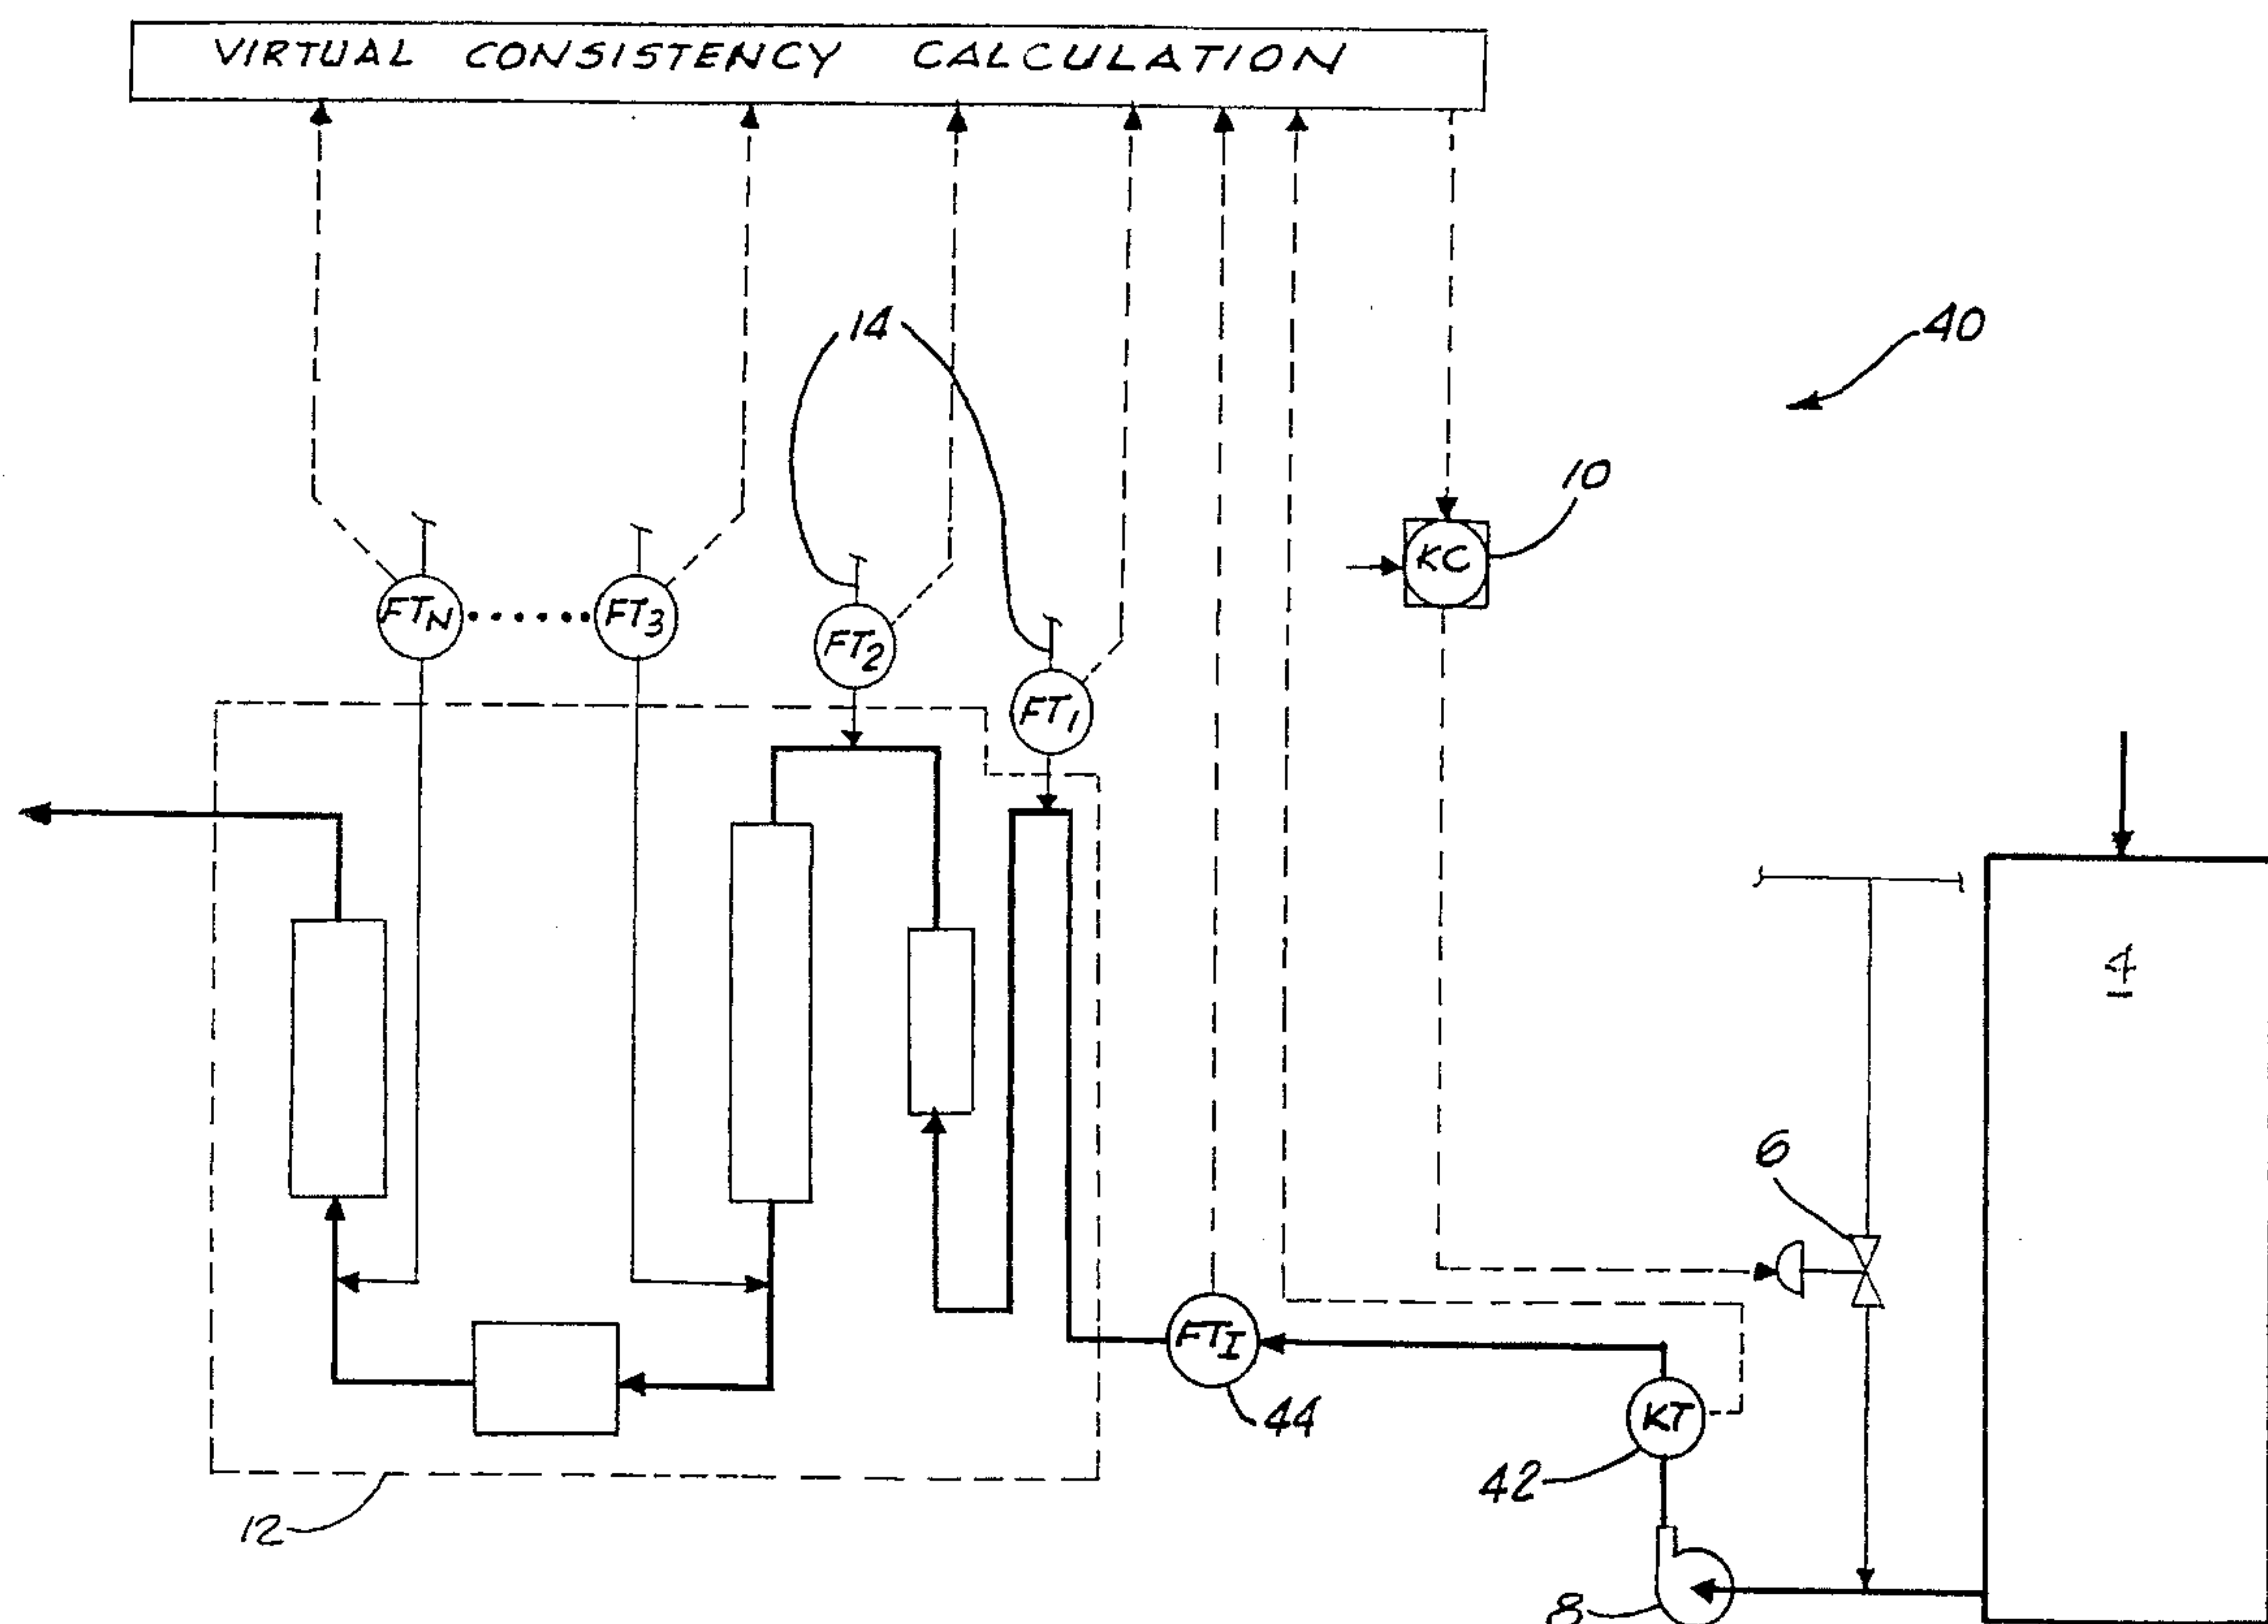 VIRTUAL CONSISTENCY CALCULATION
14
40
10
KC
FTN
FT3
FT2
FT1
4
6
FTI
44
KT
42
12
8